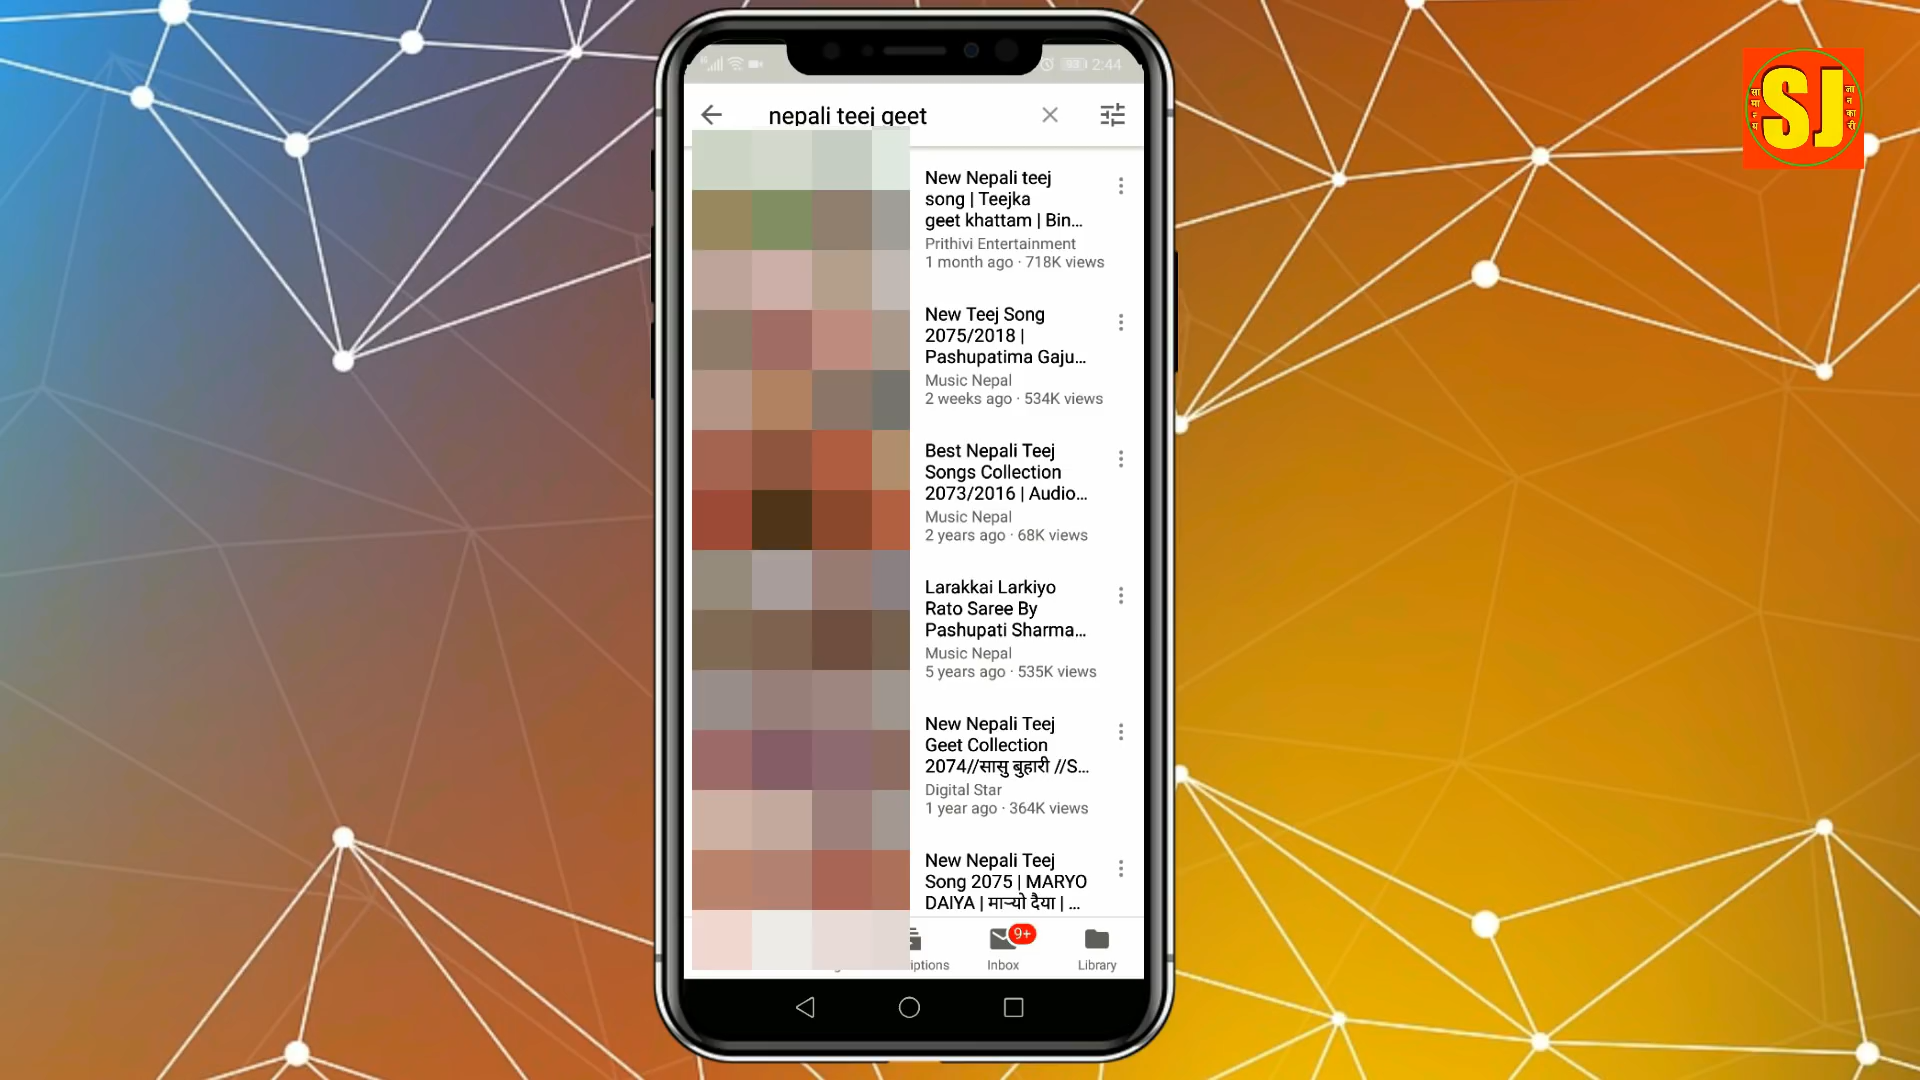 2:44
nepali teej geet
New Nepali teej
song | Teejka
geet khattam | Bin...
Prithivi Entertainment
1 month ago · 718K views
New Teej Song
2075/2018 |
Pashupatima Gaju...
Music Nepal
2 weeks ago · 534K views
Best Nepali Teej
Songs Collection
2073/2016 | Audio...
Music Nepal
2 years ago · 68K views
Larakkai Larkiyo
Rato Saree By
Pashupati Sharma...
Music Nepal
5 years ago · 535K views
New Nepali Teej
Geet Collection
2074//सासु बुहारी //S...
Digital Star
1 year ago · 364K views
New Nepali Teej
Song 2075 | MARYO
DAIYA | मार्‍यो दैया | ...
9+
iptions
Inbox
Library
सामान्य
SJ
जानकारी